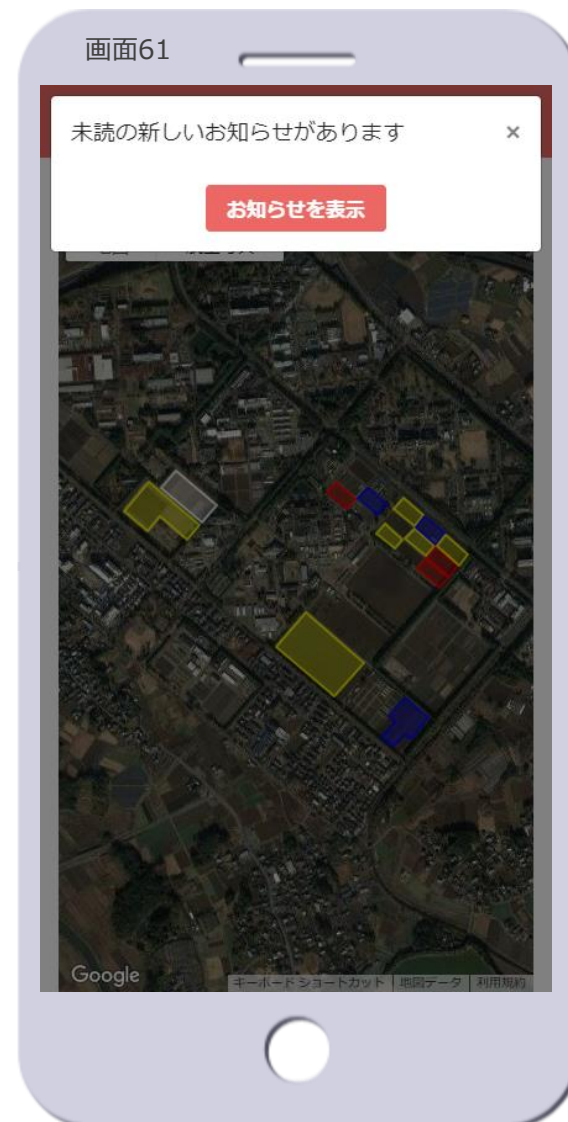 画面61
未読の新しいお知らせがあります
×
お知らせを表示
Google
キーボード ショートカット
地図データ
利用規約